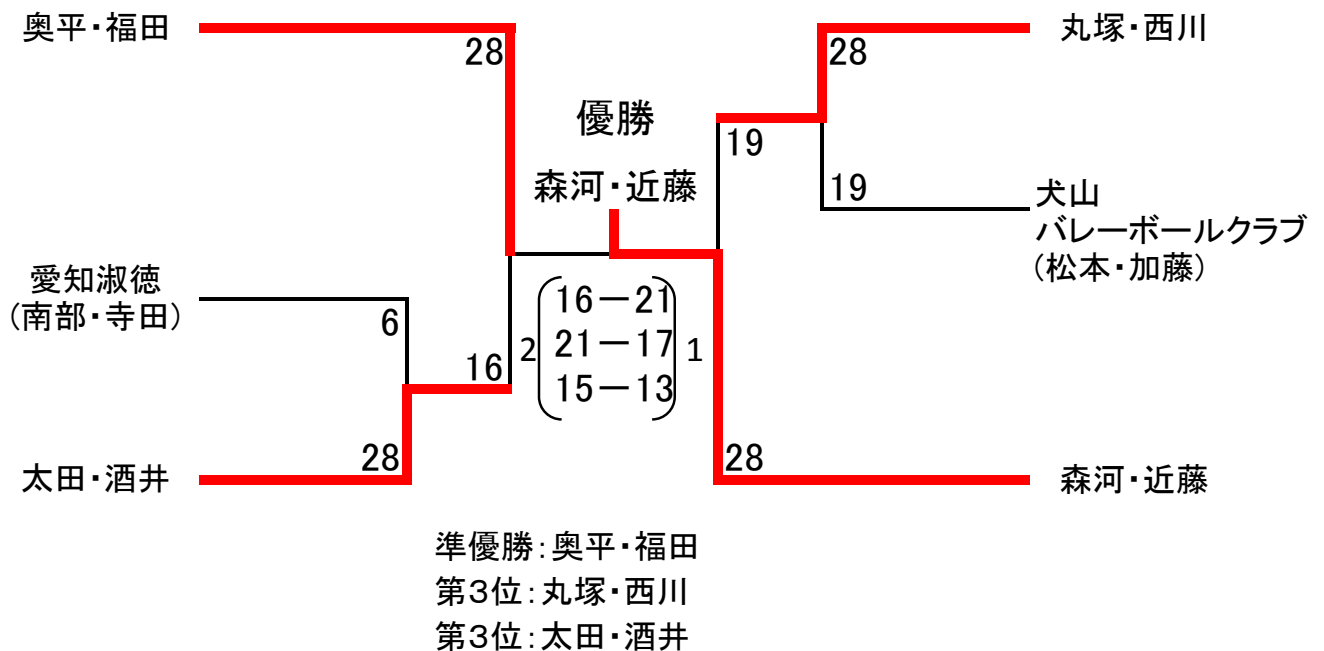 奥平・福田
28
丸塚・西川
28
優勝
19
森河・近藤
19
犬山
バレーボールクラブ
(松本・加藤)
愛知淑徳
(南部・寺田)
6
16
2
16－21
21－17
15－13
1
28
太田・酒井
28
森河・近藤
準優勝：奥平・福田
第３位：丸塚・西川
第３位：太田・酒井